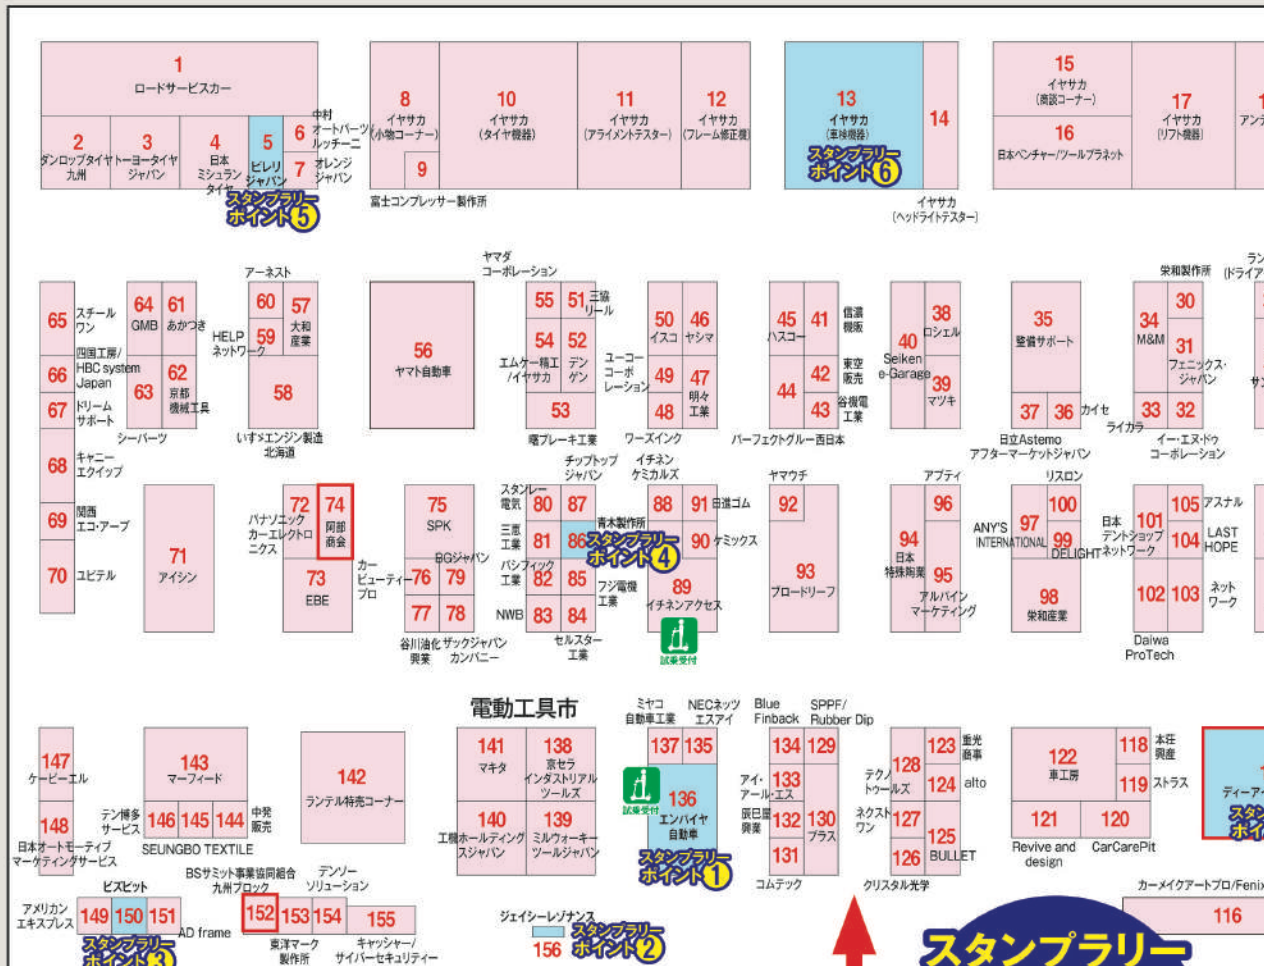 1
ロードサービスカー
2
ダンロップタイヤ
九州
3
トーヨータイヤ
ジャパン
4
日本
ミシュラン
タイヤ
5
ピレリ
ジャパン
スタンプラリー
ポイント5
6
中村
オートパーツ/
ルッチーニ
7
オレンジ
ジャパン
8
イヤサカ
(小物コーナー)
9
富士コンプレッサー製作所
10
イヤサカ
(タイヤ機器)
11
イヤサカ
(アライメントテスター)
12
イヤサカ
(フレーム修正機)
13
イヤサカ
(車検機器)
スタンプラリー
ポイント6
14
イヤサカ
(ヘッドライトテスター)
15
イヤサカ
(商談コーナー)
16
日本ベンチャー/ツールプラネット
17
イヤサカ
(リフト機器)
65
スチール
ワン
66
四国工房/
HBC system
Japan
67
ドリーム
サポート
68
キャニー
エクイップ
69
関西
エコ・アープ
70
ユピテル
64
GMB
61
あかつき
63
シーパーツ
62
京都
機械工具
アーネスト
60
57
大和
産業
59
HELP
ネットワーク
58
いすゞエンジン製造
北海道
56
ヤマト自動車
ヤマダ
コーポレーション
55
51
三協
リール
54
エムケー精工
/イヤサカ
52
デン
ゲン
53
曙ブレーキ工業
50
イスコ
46
ヤシマ
49
ユーコー
コーポ
レーション
47
明々
工業
48
ワーズインク
45
ハスコー
41
信濃
機販
42
東空
販売
44
43
谷機電
工業
パーフェクトグルー西日本
40
Seiken
e-Garage
38
ロシェル
39
マツキ
35
整備サポート
37
36
カイセ
日立Astemo
アフターマーケットジャパン
栄和製作所
30
34
M&M
31
フェニックス・
ジャパン
33
32
ライカラ
イー・エヌ・ドゥ
コーポレーション
71
アイシン
72
パナソニック
カーエレクトロ
ニクス
74
阿部
商会
73
EBE
カー
ビューティー
プロ
75
SPK
BGジャパン
76
79
77
78
谷川油化
興業
ザックジャパン
カンパニー
チップトップ
ジャパン
スタンレー
電気
80
87
三恵
工業
81
86
青木製作所
スタンプラリー
ポイント4
パシフィック
工業
82
85
フジ電機
工業
NWB
83
84
セルスター
工業
イチネン
ケミカルズ
88
91
田進ゴム
90
ケミックス
89
イチネンアクセス
試乗受付
ヤマウチ
92
93
ブロードリーフ
アプティ
96
94
日本
特殊陶業
95
アルパイン
マーケティング
リスロン
100
97
ANY'S
INTERNATIONAL
99
DELIGHT
98
栄和産業
105
アスナル
101
日本
デントショップ
ネットワーク
104
LAST
HOPE
102
103
ネット
ワーク
Daiwa
ProTech
147
ケービーエル
148
日本オートモーティブ
マーケティングサービス
143
マーフィード
テン博多
サービス
146
145
144
中発
販売
SEUNGBO TEXTILE
142
ランテル特売コーナー
電動工具市
141
マキタ
138
京セラ
インダストリアル
ツールズ
140
工機ホールディング
スジャパン
139
ミルウォーキー
ツールジャパン
ミヤコ
自動車工業
137
NECネッツ
エスアイ
135
試乗受付
136
エンパイヤ
自動車
スタンプラリー
ポイント1
Blue
Finback
134
SPPF/
Rubber Dip
129
アイ・
アール・エス
133
辰巳屋
興業
132
130
プラス
131
コムテック
128
テクノ
トゥールズ
123
重光
商事
124
alto
ネクスト
ワン
127
125
BULLET
126
クリスタル光学
122
車工房
118
本荘
興産
119
ストラス
121
Revive and
design
120
CarCarePit
カーメイクアートプロ/Fenix
116
ビズピット
アメリカン
エキスプレス
149
150
151
AD frame
スタンプラリー
ポイント3
BSサミット事業協同組合
九州ブロック
152
153
東洋マーク
製作所
デンソー
ソリューション
154
155
キャッシャー/
サイバーセキュリティー
ジェイシーレゾナンス
156
スタンプラリー
ポイント2
スタンプラリー